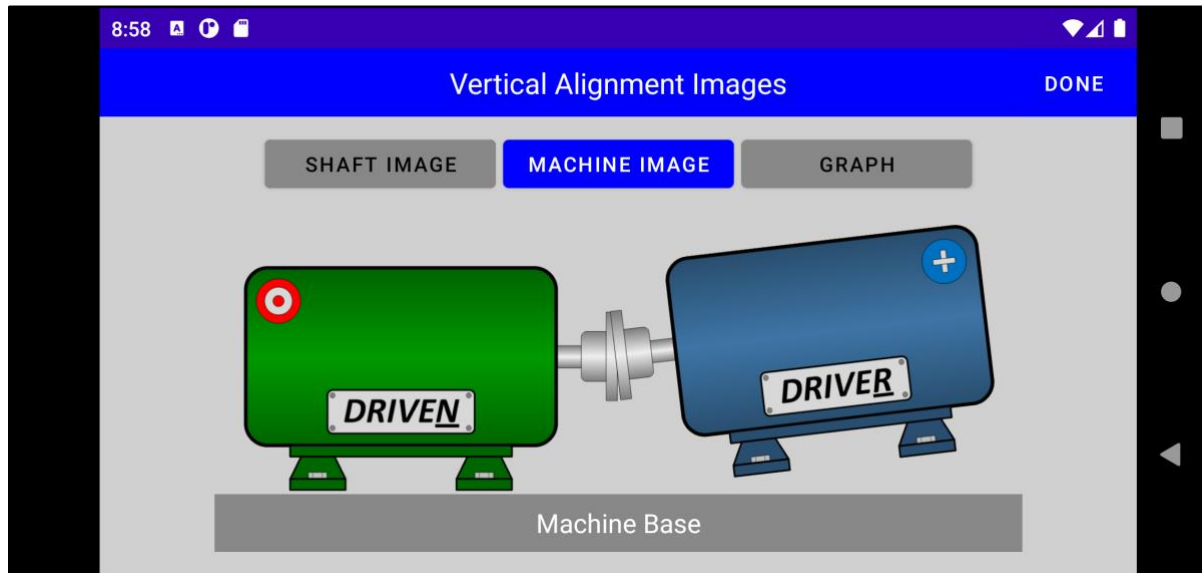 8:58
Vertical Alignment Images
DONE
SHAFT IMAGE
MACHINE IMAGE
GRAPH
DRIVEN
DRIVER
Machine Base